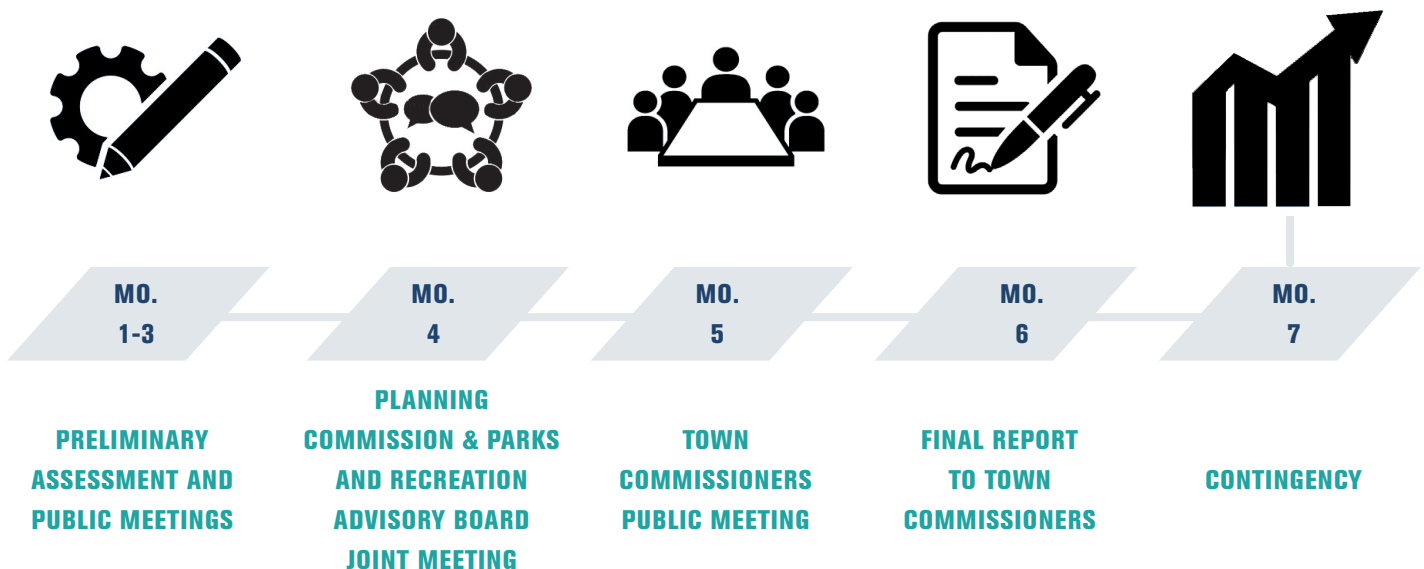 MO.
1-3
MO.
4
MO.
5
MO.
6
MO.
7
PRELIMINARY
ASSESSMENT AND
PUBLIC MEETINGS
PLANNING
COMMISSION & PARKS
AND RECREATION
ADVISORY BOARD
JOINT MEETING
TOWN
COMMISSIONERS
PUBLIC MEETING
FINAL REPORT
TO TOWN
COMMISSIONERS
CONTINGENCY